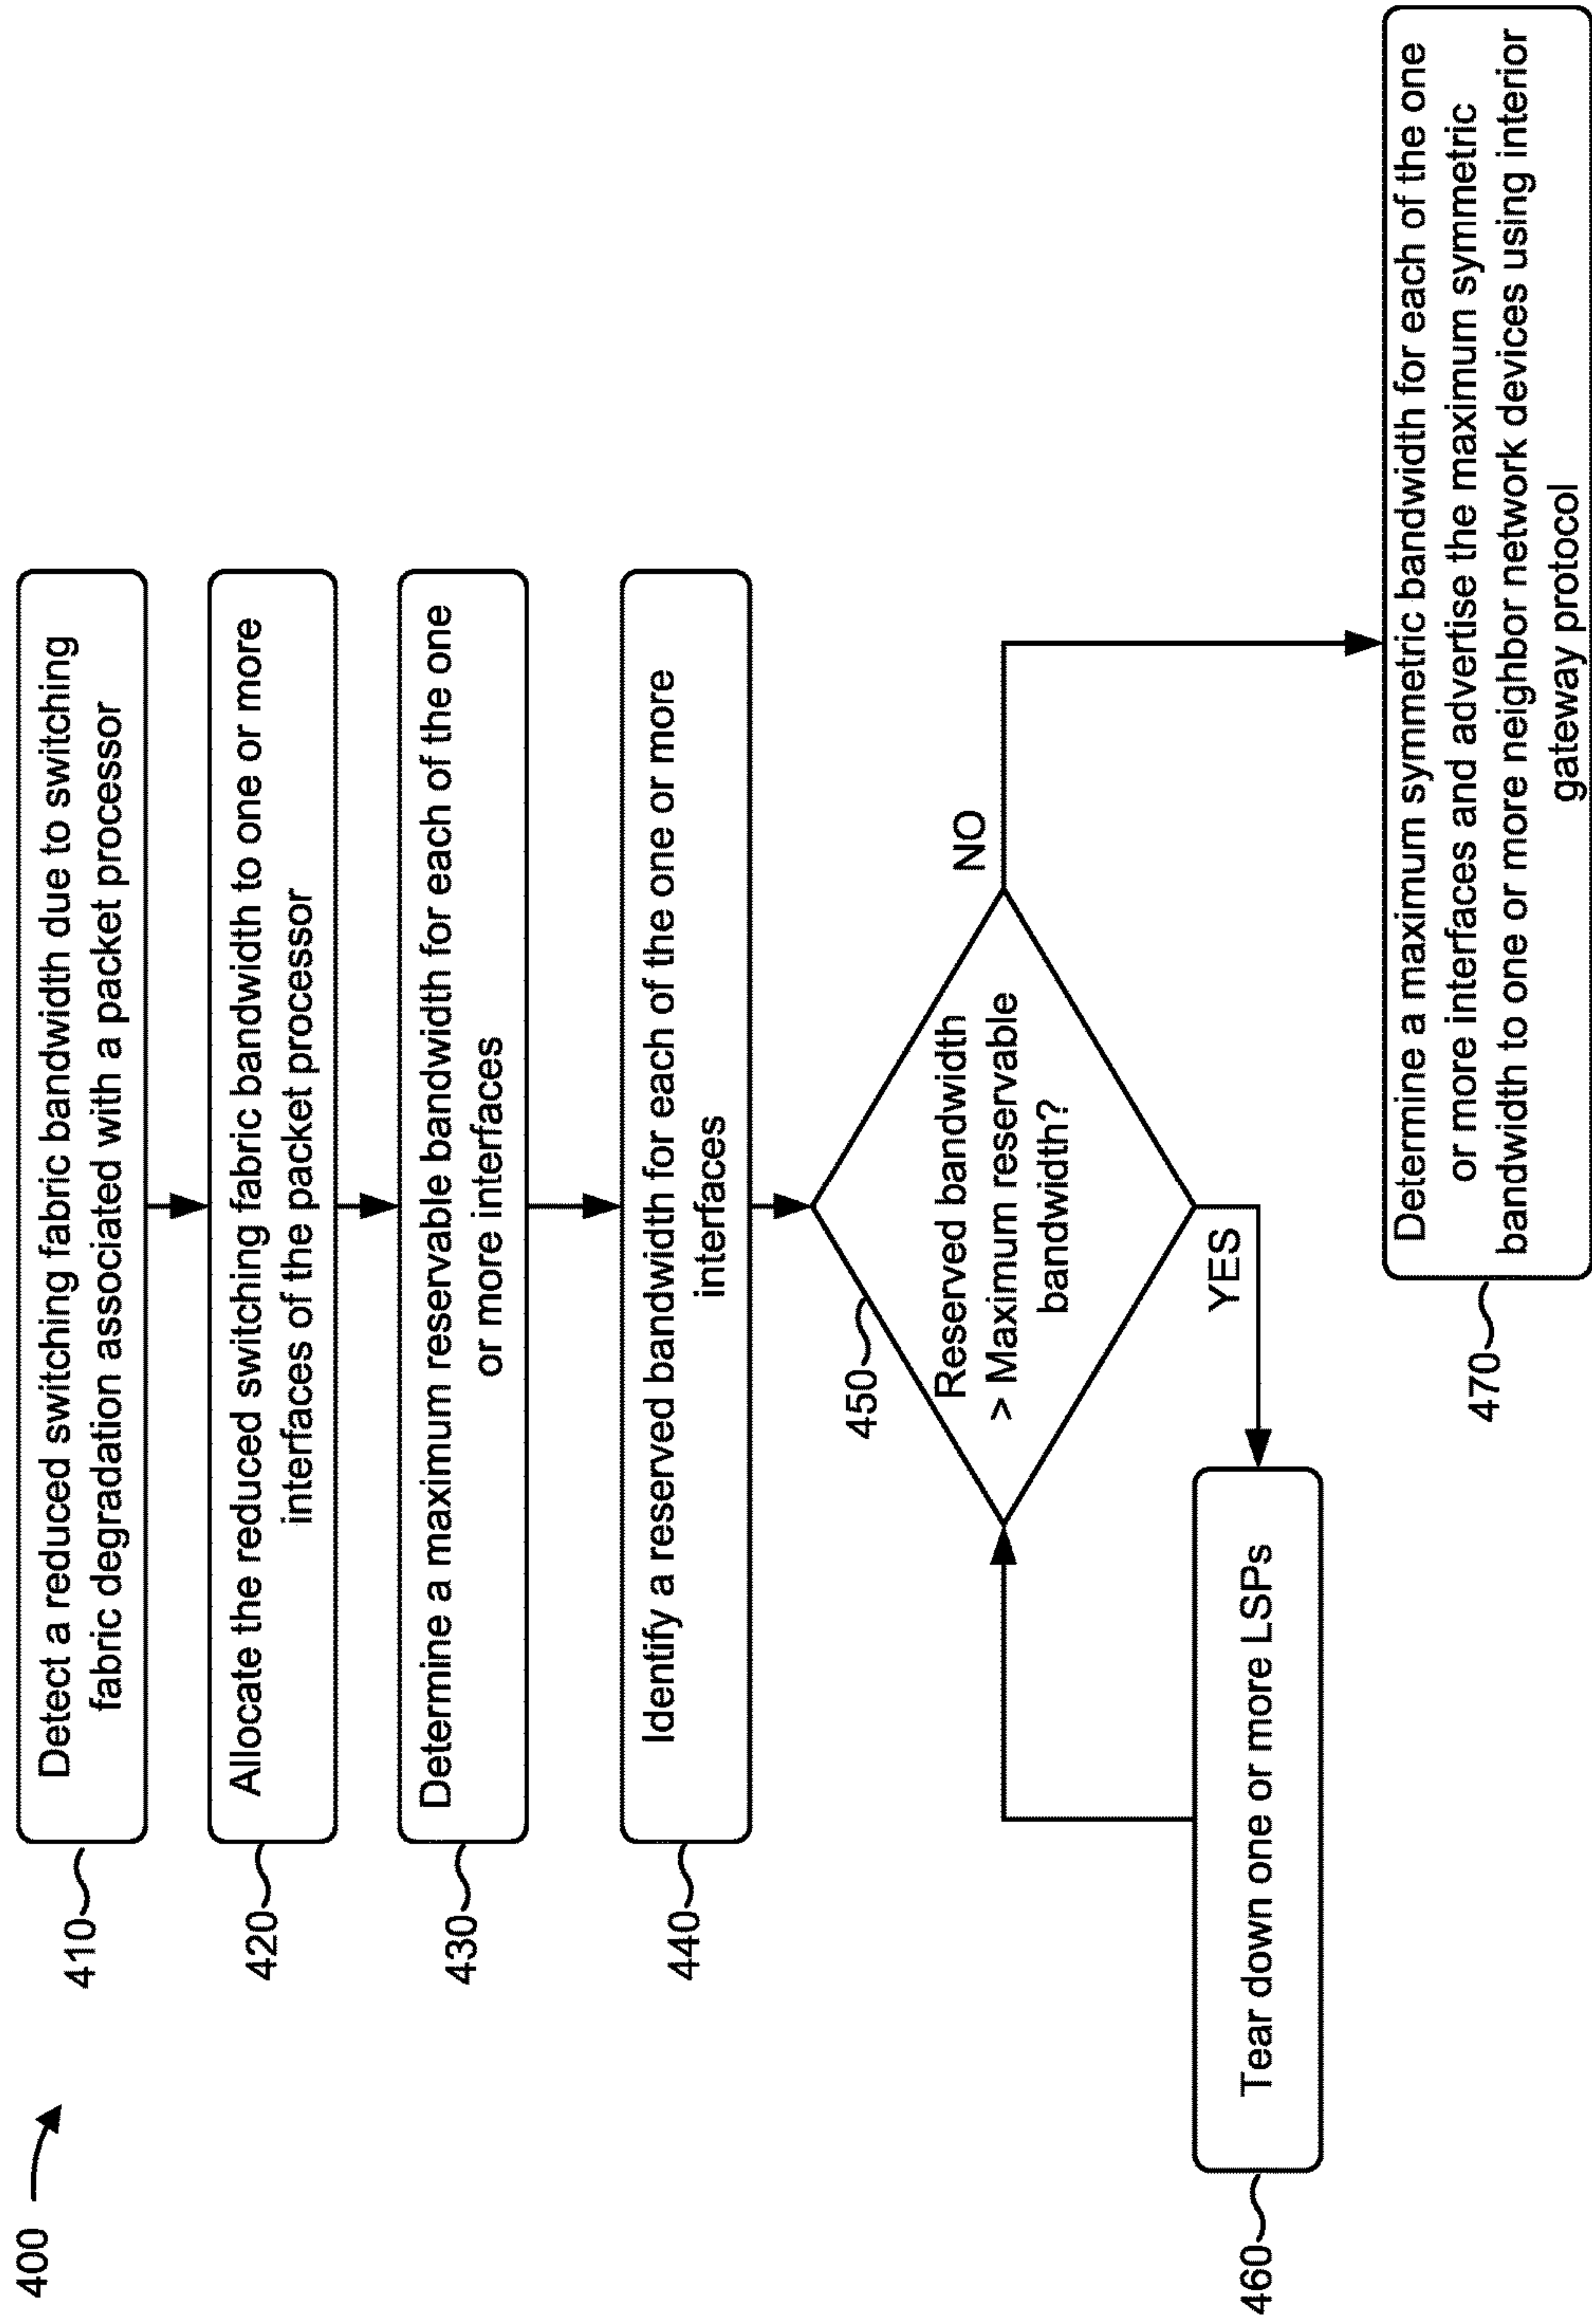 400
410
Detect a reduced switching fabric bandwidth due to switching
fabric degradation associated with a packet processor
420
Allocate the reduced switching fabric bandwidth to one or more
interfaces of the packet processor
430
Determine a maximum reservable bandwidth for each of the one
or more interfaces
440
Identify a reserved bandwidth for each of the one or more
interfaces
450
Reserved bandwidth
> Maximum reservable
bandwidth?
NO
YES
460
Tear down one or more LSPs
470
Determine a maximum symmetric bandwidth for each of the one
or more interfaces and advertise the maximum symmetric
bandwidth to one or more neighbor network devices using interior
gateway protocol